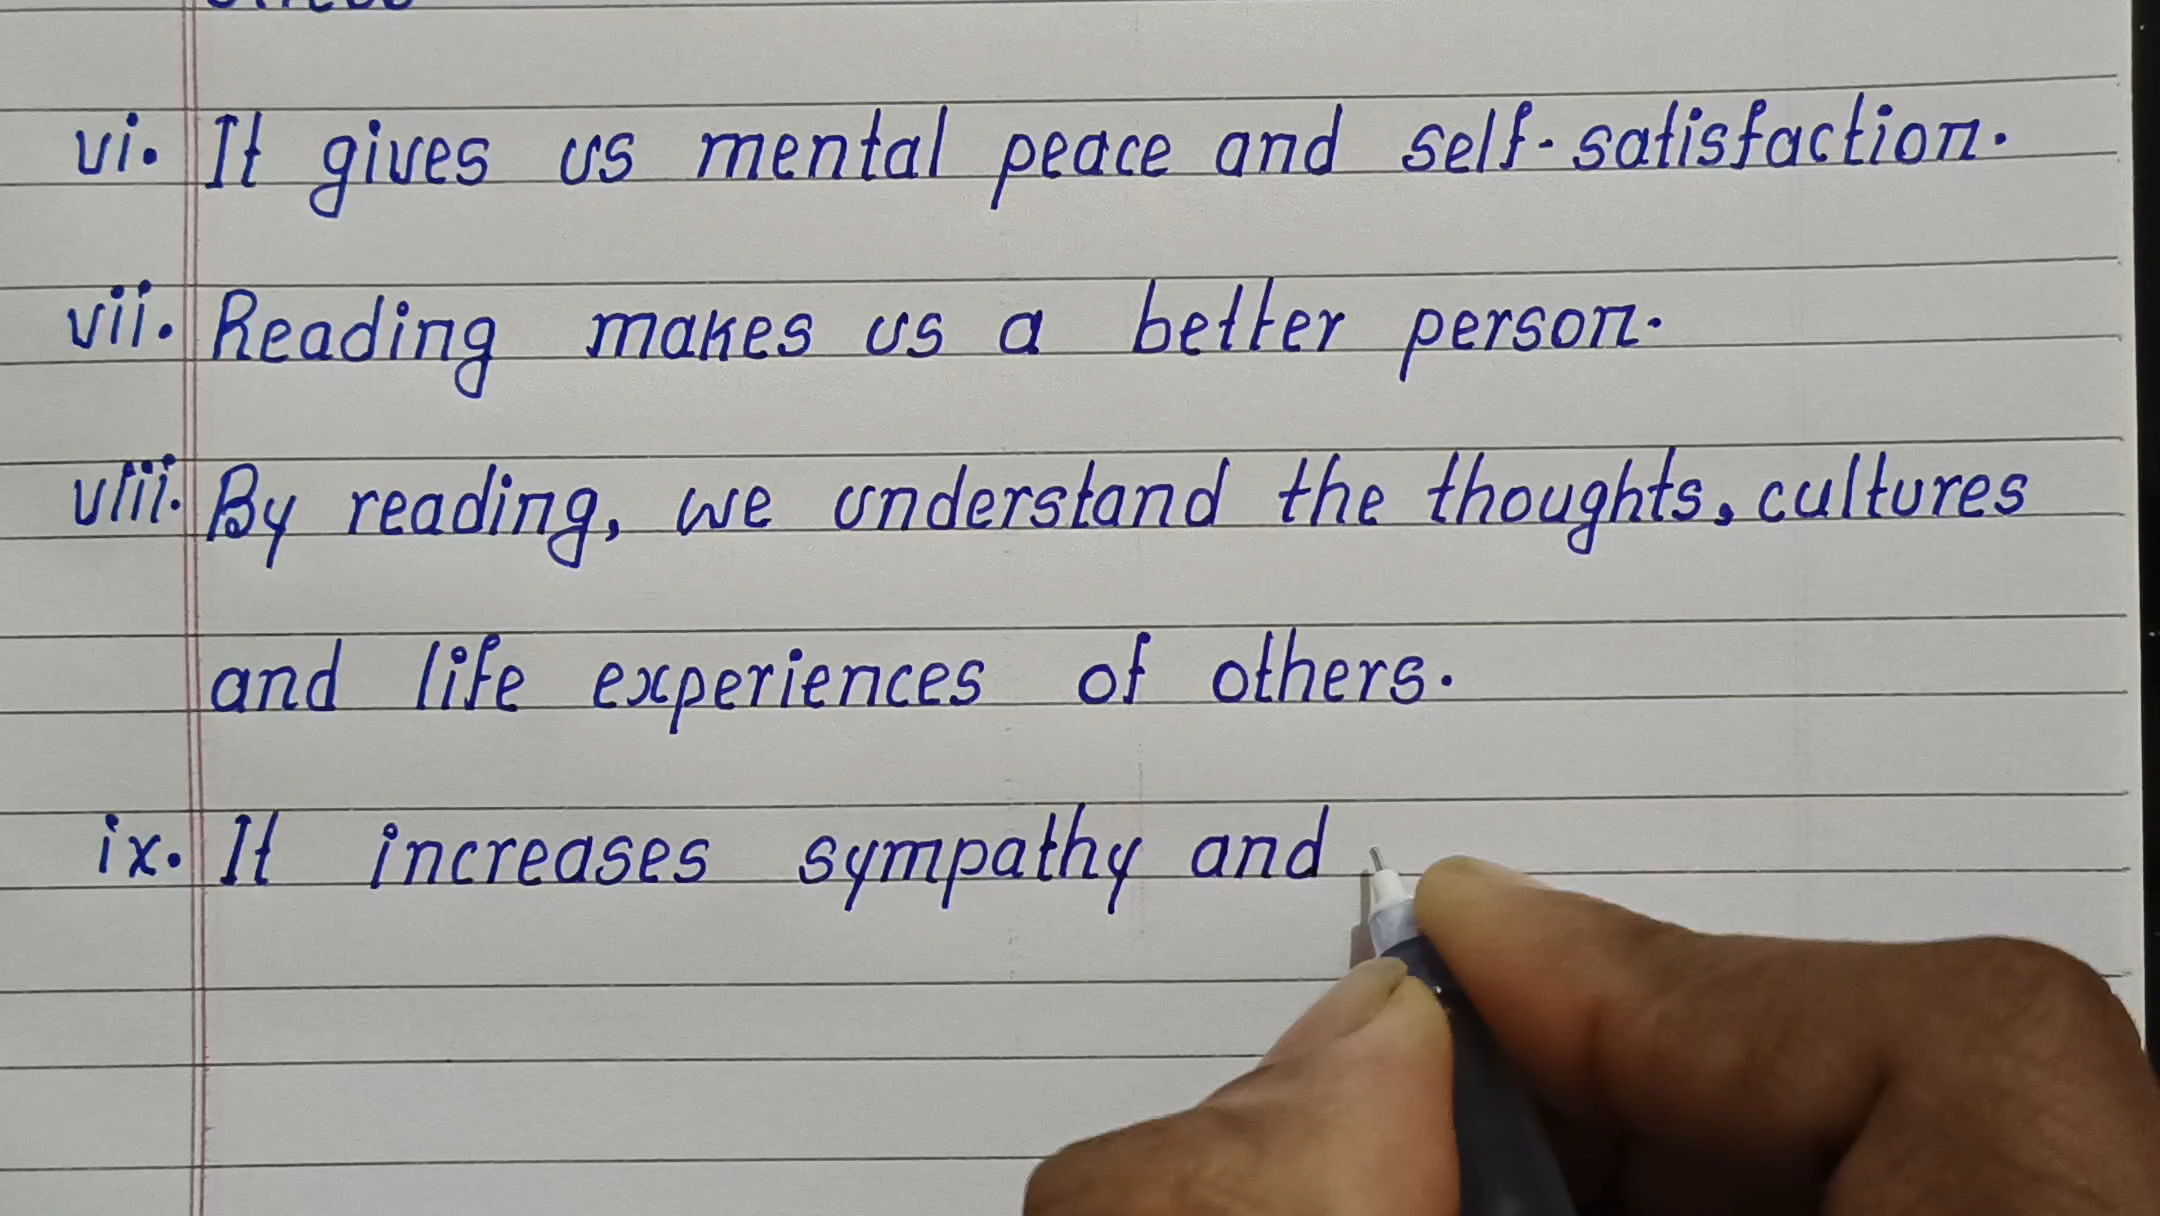 vi. It gives us mental peace and self-satisfaction.
vii. Reading makes us a better person.
viii. By reading, we understand the thoughts, cultures
and life experiences of others.
ix. It increases sympathy and